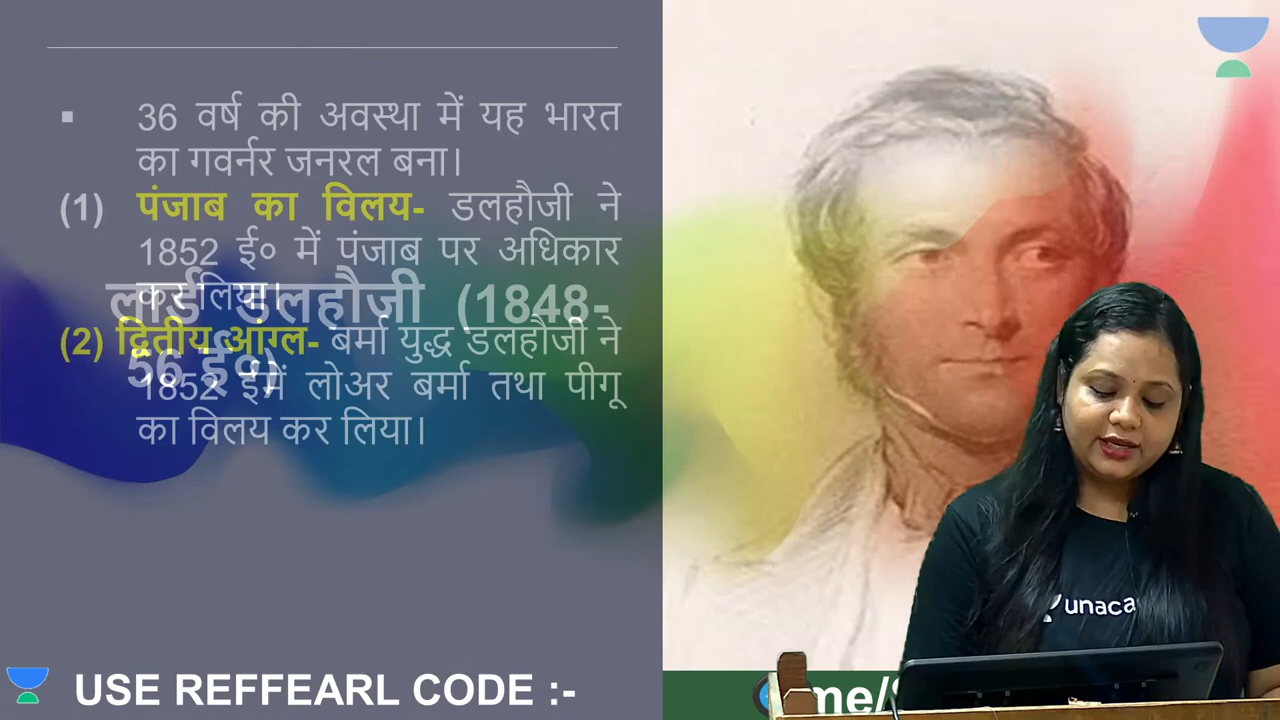 36 वर्ष की अवस्था में यह भारत
का गवर्नर जनरल बना।
(1) पंजाब का विलय- डलहौजी ने
1852 ई० में पंजाब पर अधिकार
कर लिया।
लार्ड डलहौज़ी (1848-
56 ई०)
(2) द्वितीय आंग्ल- बर्मा युद्ध डलहौजी ने
1852 ईमें लोअर बर्मा तथा पीगू
का विलय कर लिया।
unaca
USE REFFEARL CODE :-
me/